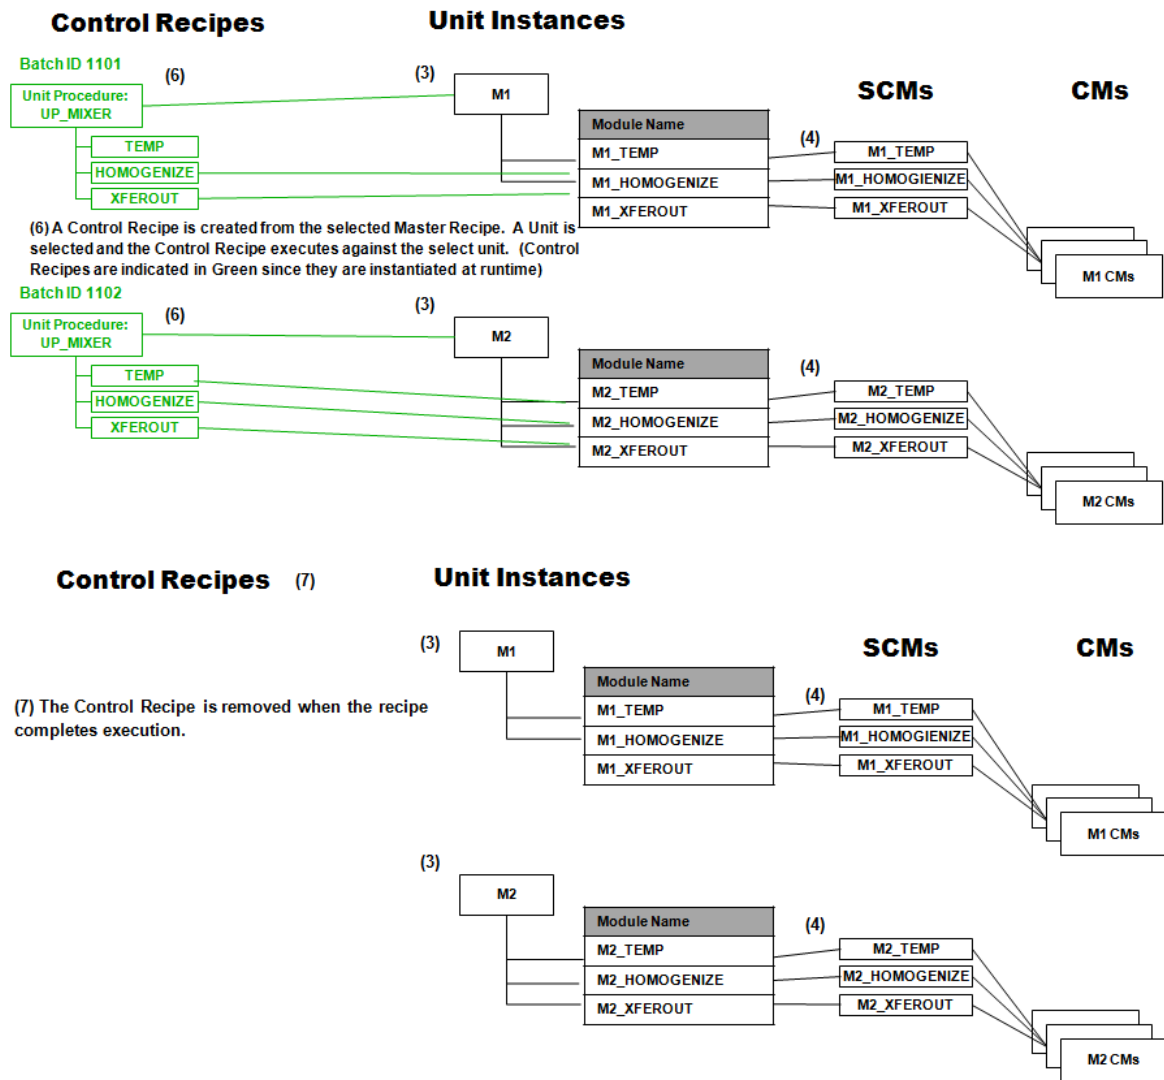 Control Recipes
Unit Instances
Batch ID 1101
(6)
(3)
Unit Procedure:
UP_MIXER
M1
SCMs
CMs
Module Name
TEMP
M1_TEMP
(4)
M1_TEMP
HOMOGENIZE
M1_HOMOGENIZE
M1_HOMOGIENIZE
XFEROUT
M1_XFEROUT
M1_XFEROUT
(6) A Control Recipe is created from the selected Master Recipe. A Unit is
selected and the Control Recipe executes against the select unit. (Control
Recipes are indicated in Green since they are instantiated at runtime)
M1 CMs
Batch ID 1102
(6)
(3)
Unit Procedure:
UP_MIXER
M2
Module Name
(4)
TEMP
M2_TEMP
M2_TEMP
HOMOGENIZE
M2_HOMOGENIZE
M2_HOMOGENIZE
XFEROUT
M2_XFEROUT
M2_XFEROUT
M2 CMs
Control Recipes (7)
Unit Instances
(3)
M1
SCMs
CMs
Module Name
(4)
(7) The Control Recipe is removed when the recipe
completes execution.
M1_TEMP
M1_TEMP
M1_HOMOGENIZE
M1_HOMOGIENIZE
M1_XFEROUT
M1_XFEROUT
M1 CMs
(3)
M2
Module Name
(4)
M2_TEMP
M2_TEMP
M2_HOMOGENIZE
M2_HOMOGENIZE
M2_XFEROUT
M2_XFEROUT
M2 CMs